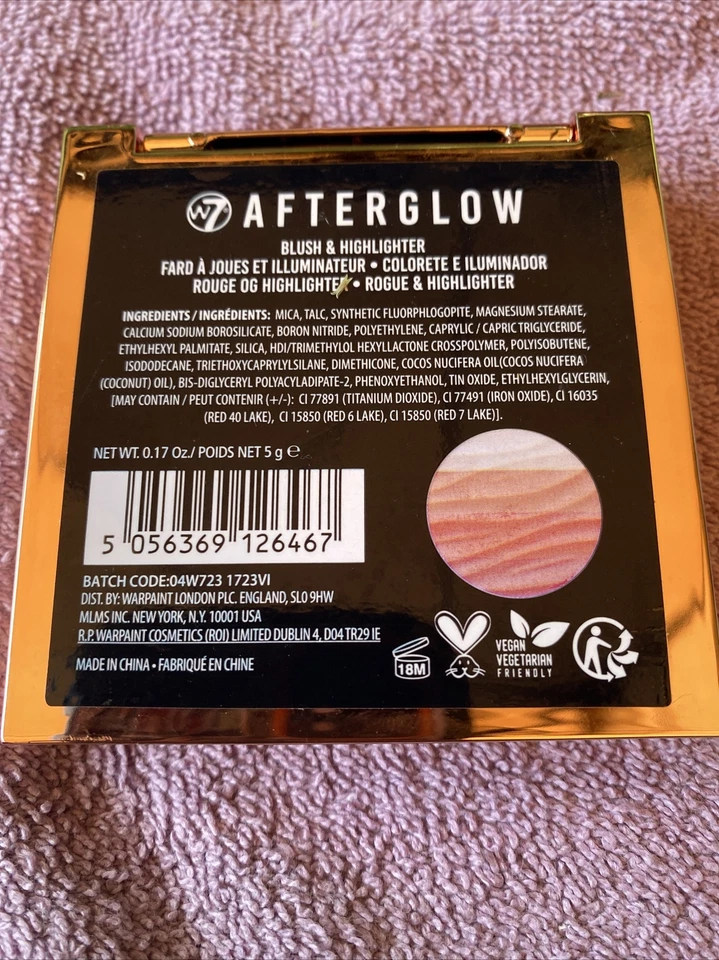 W7 AFTERGLOW
BLUSH & HIGHLIGHTER
FARD À JOUES ET ILLUMINATEUR • COLORETE E ILUMINADOR
ROUGE OG HIGHLIGHTER • ROGUE & HIGHLIGHTER
INGREDIENTS / INGRÉDIENTS: MICA, TALC, SYNTHETIC FLUORPHLOGOPITE, MAGNESIUM STEARATE,
CALCIUM SODIUM BOROSILICATE, BORON NITRIDE, POLYETHYLENE, CAPRYLIC / CAPRIC TRIGLYCERIDE,
ETHYLHEXYL PALMITATE, SILICA, HDI/TRIMETHYLOL HEXYLLACTONE CROSSPOLYMER, POLYISOBUTENE,
ISODODECANE, TRIETHOXYCAPRYLYLSILANE, DIMETHICONE, COCOS NUCIFERA OIL(COCOS NUCIFERA
(COCONUT) OIL), BIS-DIGLYCERYL POLYACYLADIPATE-2, PHENOXYETHANOL, TIN OXIDE, ETHYLHEXYLGLYCERIN,
[MAY CONTAIN / PEUT CONTENIR (+/-): CI 77891 (TITANIUM DIOXIDE), CI 77491 (IRON OXIDE), CI 16035
(RED 40 LAKE), CI 15850 (RED 6 LAKE), CI 15850 (RED 7 LAKE)].
NET WT. 0.17 Oz./ POIDS NET 5 g ℮
5 056369 126467
BATCH CODE:04W723 1723VI
DIST. BY: WARPAINT LONDON PLC. ENGLAND, SL0 9HW
MLMS INC. NEW YORK, N.Y. 10001 USA
R.P. WARPAINT COSMETICS (ROI) LIMITED DUBLIN 4, D04 TR29 IE
MADE IN CHINA • FABRIQUÉ EN CHINE
18M
VEGAN
VEGETARIAN
FRIENDLY